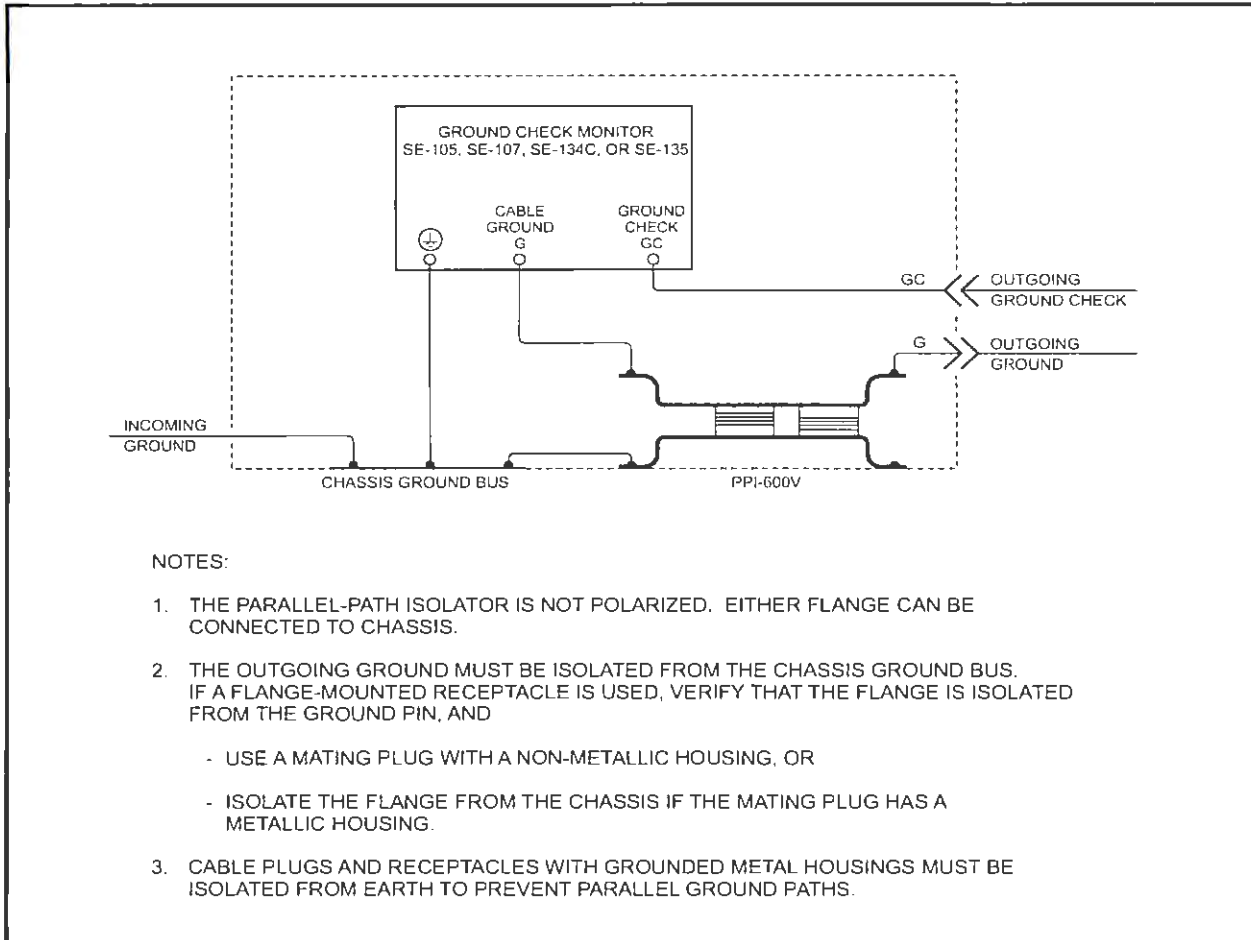 GROUND CHECK MONITOR
SE-105, SE-107, SE-134C, OR SE-135
CABLE
GROUND
G
GROUND
CHECK
GC
GC
OUTGOING
GROUND CHECK
G
OUTGOING
GROUND
INCOMING
GROUND
CHASSIS GROUND BUS
PPI-600V
NOTES:
1. THE PARALLEL-PATH ISOLATOR IS NOT POLARIZED. EITHER FLANGE CAN BE
CONNECTED TO CHASSIS.
2. THE OUTGOING GROUND MUST BE ISOLATED FROM THE CHASSIS GROUND BUS.
IF A FLANGE-MOUNTED RECEPTACLE IS USED, VERIFY THAT THE FLANGE IS ISOLATED
FROM THE GROUND PIN, AND
- USE A MATING PLUG WITH A NON-METALLIC HOUSING, OR
- ISOLATE THE FLANGE FROM THE CHASSIS IF THE MATING PLUG HAS A
METALLIC HOUSING.
3. CABLE PLUGS AND RECEPTACLES WITH GROUNDED METAL HOUSINGS MUST BE
ISOLATED FROM EARTH TO PREVENT PARALLEL GROUND PATHS.